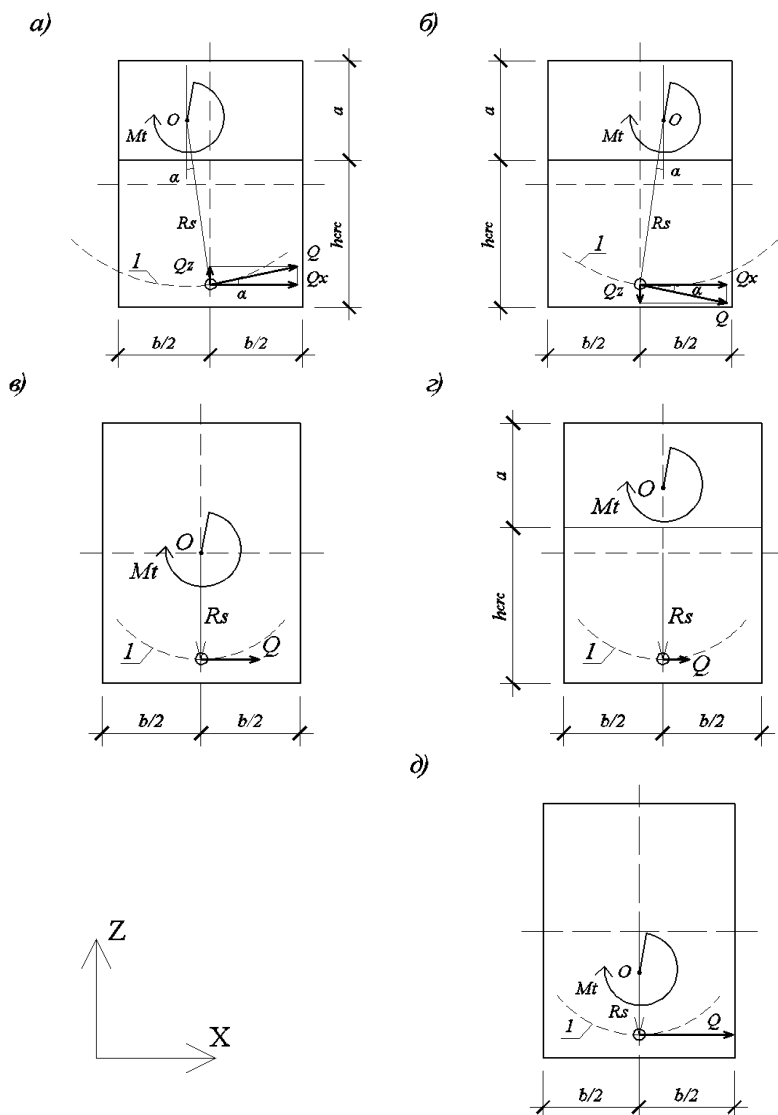 а) б)
a a
O O
Mt Mt
α α
Rs Rs
hcrc hcrc
1 Qz Q Qx α 1 Qz Qx α Q
b/2 b/2 b/2 b/2
в) г)
a
O O
Mt Mt
hcrc
Rs Rs
1 Q 1 Q
b/2 b/2 b/2 b/2
д)
Z
O
Mt
Rs
1 Q
X
b/2 b/2